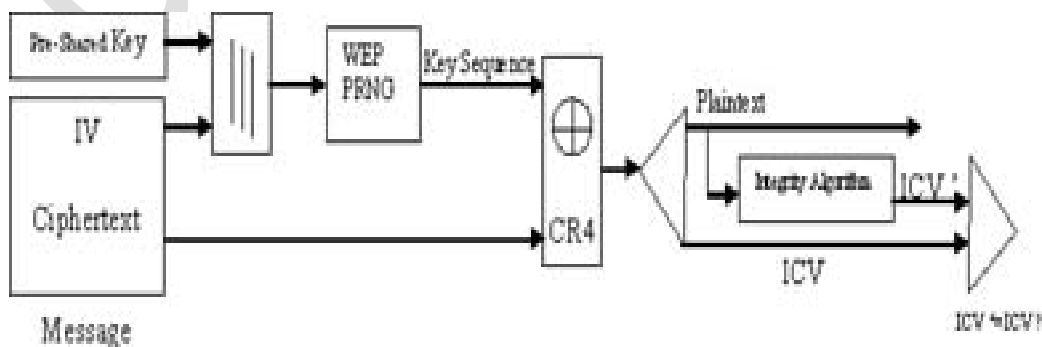 Pre-Shared Key
IV
Ciphertext
Message
WEP
PRNG
Key Sequence
CR4
Plaintext
Integrity Algorithm
ICV'
ICV
ICV'=ICV?